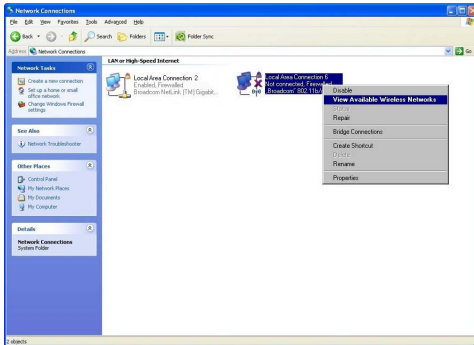 Network Connections
File Edit View Favorites Tools Advanced Help
Back Search Folders Folder Sync
Address Network Connections Go
LAN or High-Speed Internet
Network Tasks
Create a new connection
Set up a home or small
office network
Change Windows Firewall
settings
See Also
Network Troubleshooter
Other Places
Control Panel
My Network Places
My Documents
My Computer
Details
Network Connections
System Folder
Local Area Connection 2
Enabled, Firewalled
Broadcom NetLink (TM) Gigabit...
Local Area Connection 6
Not connected, Firewalled
Broadcom 802.11b/
Disable
View Available Wireless Networks
Status
Repair
Bridge Connections
Create Shortcut
Delete
Rename
Properties
2 objects